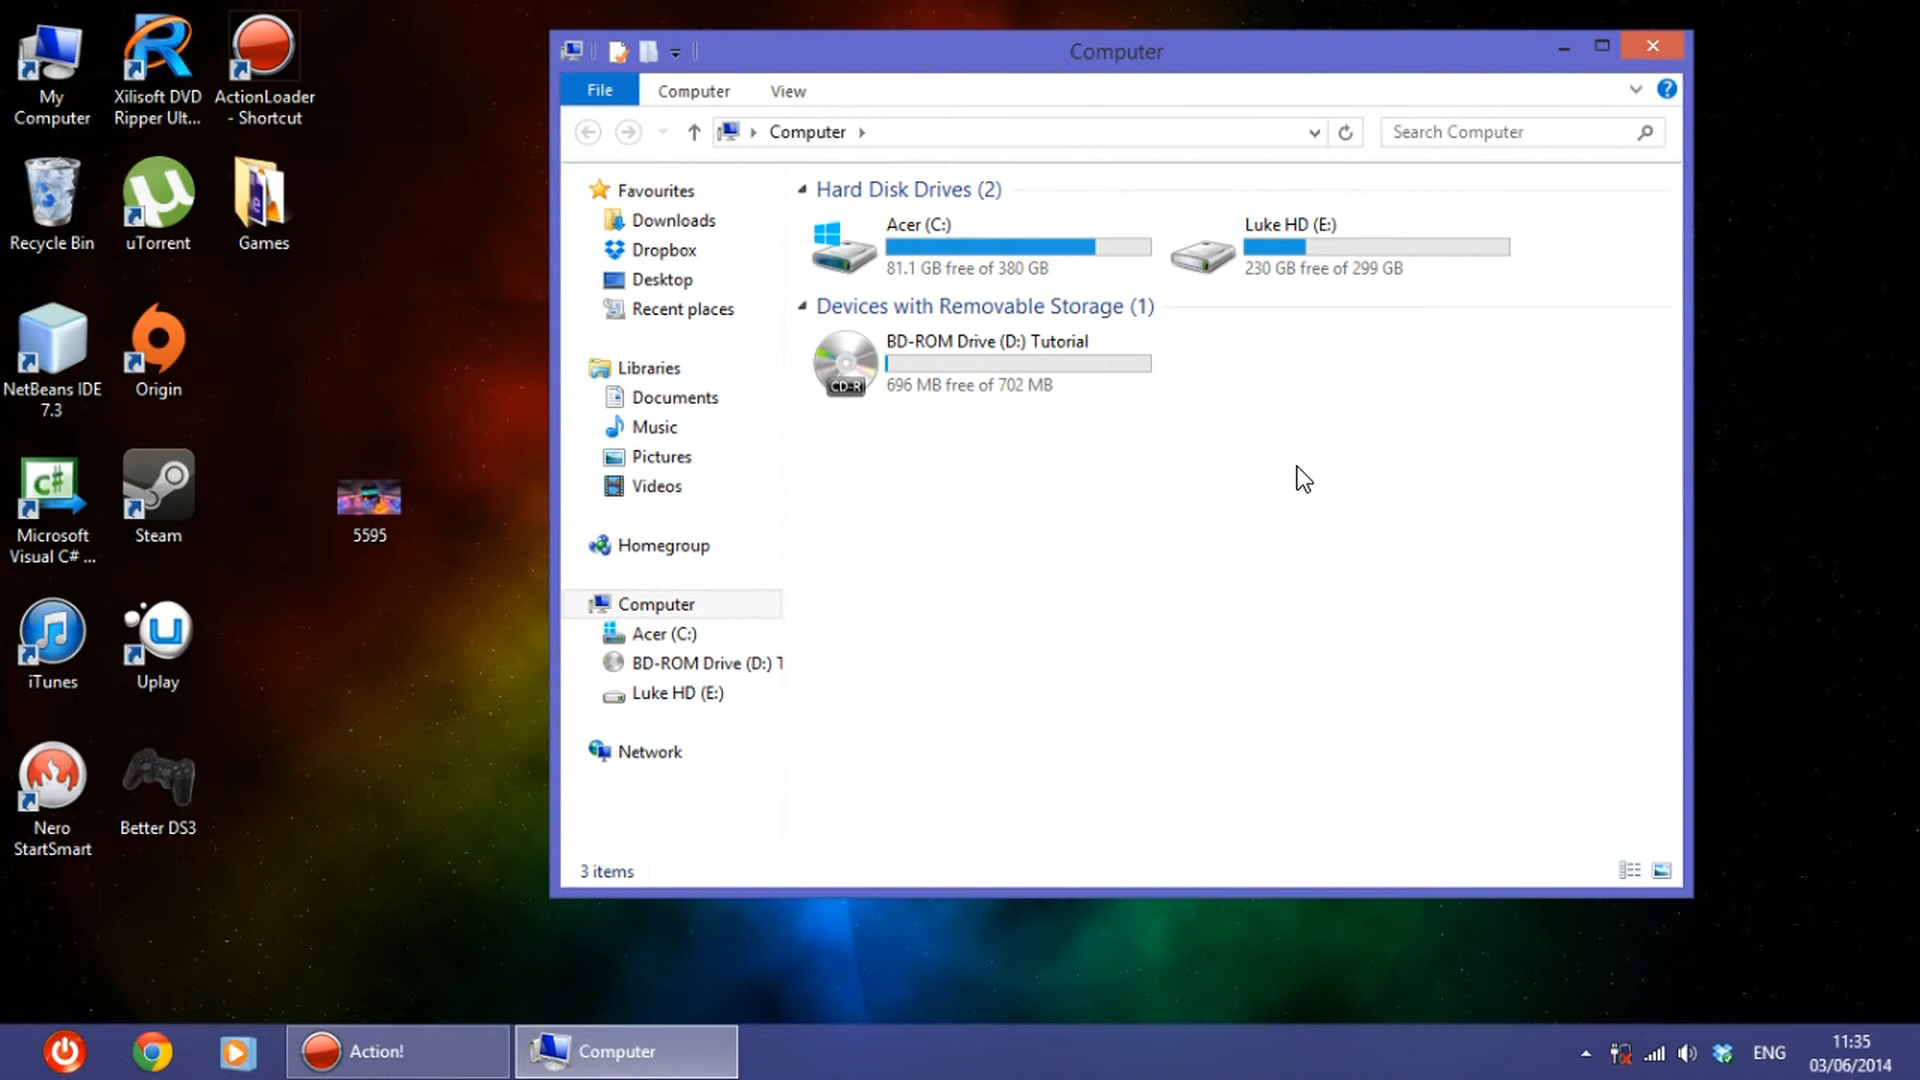 My
Computer
Xilisoft DVD
Ripper Ult...
ActionLoader
- Shortcut
Recycle Bin
uTorrent
Games
NetBeans IDE
7.3
Origin
Microsoft
Visual C# ...
Steam
5595
iTunes
Uplay
Nero
StartSmart
Better DS3
Computer
File
Computer
View
Computer
Search Computer
Favourites
Downloads
Dropbox
Desktop
Recent places
Libraries
Documents
Music
Pictures
Videos
Homegroup
Computer
Acer (C:)
BD-ROM Drive (D:) T
Luke HD (E:)
Network
Hard Disk Drives (2)
Acer (C:)
81.1 GB free of 380 GB
Luke HD (E:)
230 GB free of 299 GB
Devices with Removable Storage (1)
BD-ROM Drive (D:) Tutorial
CD-R
696 MB free of 702 MB
3 items
Action!
Computer
ENG
11:35
03/06/2014